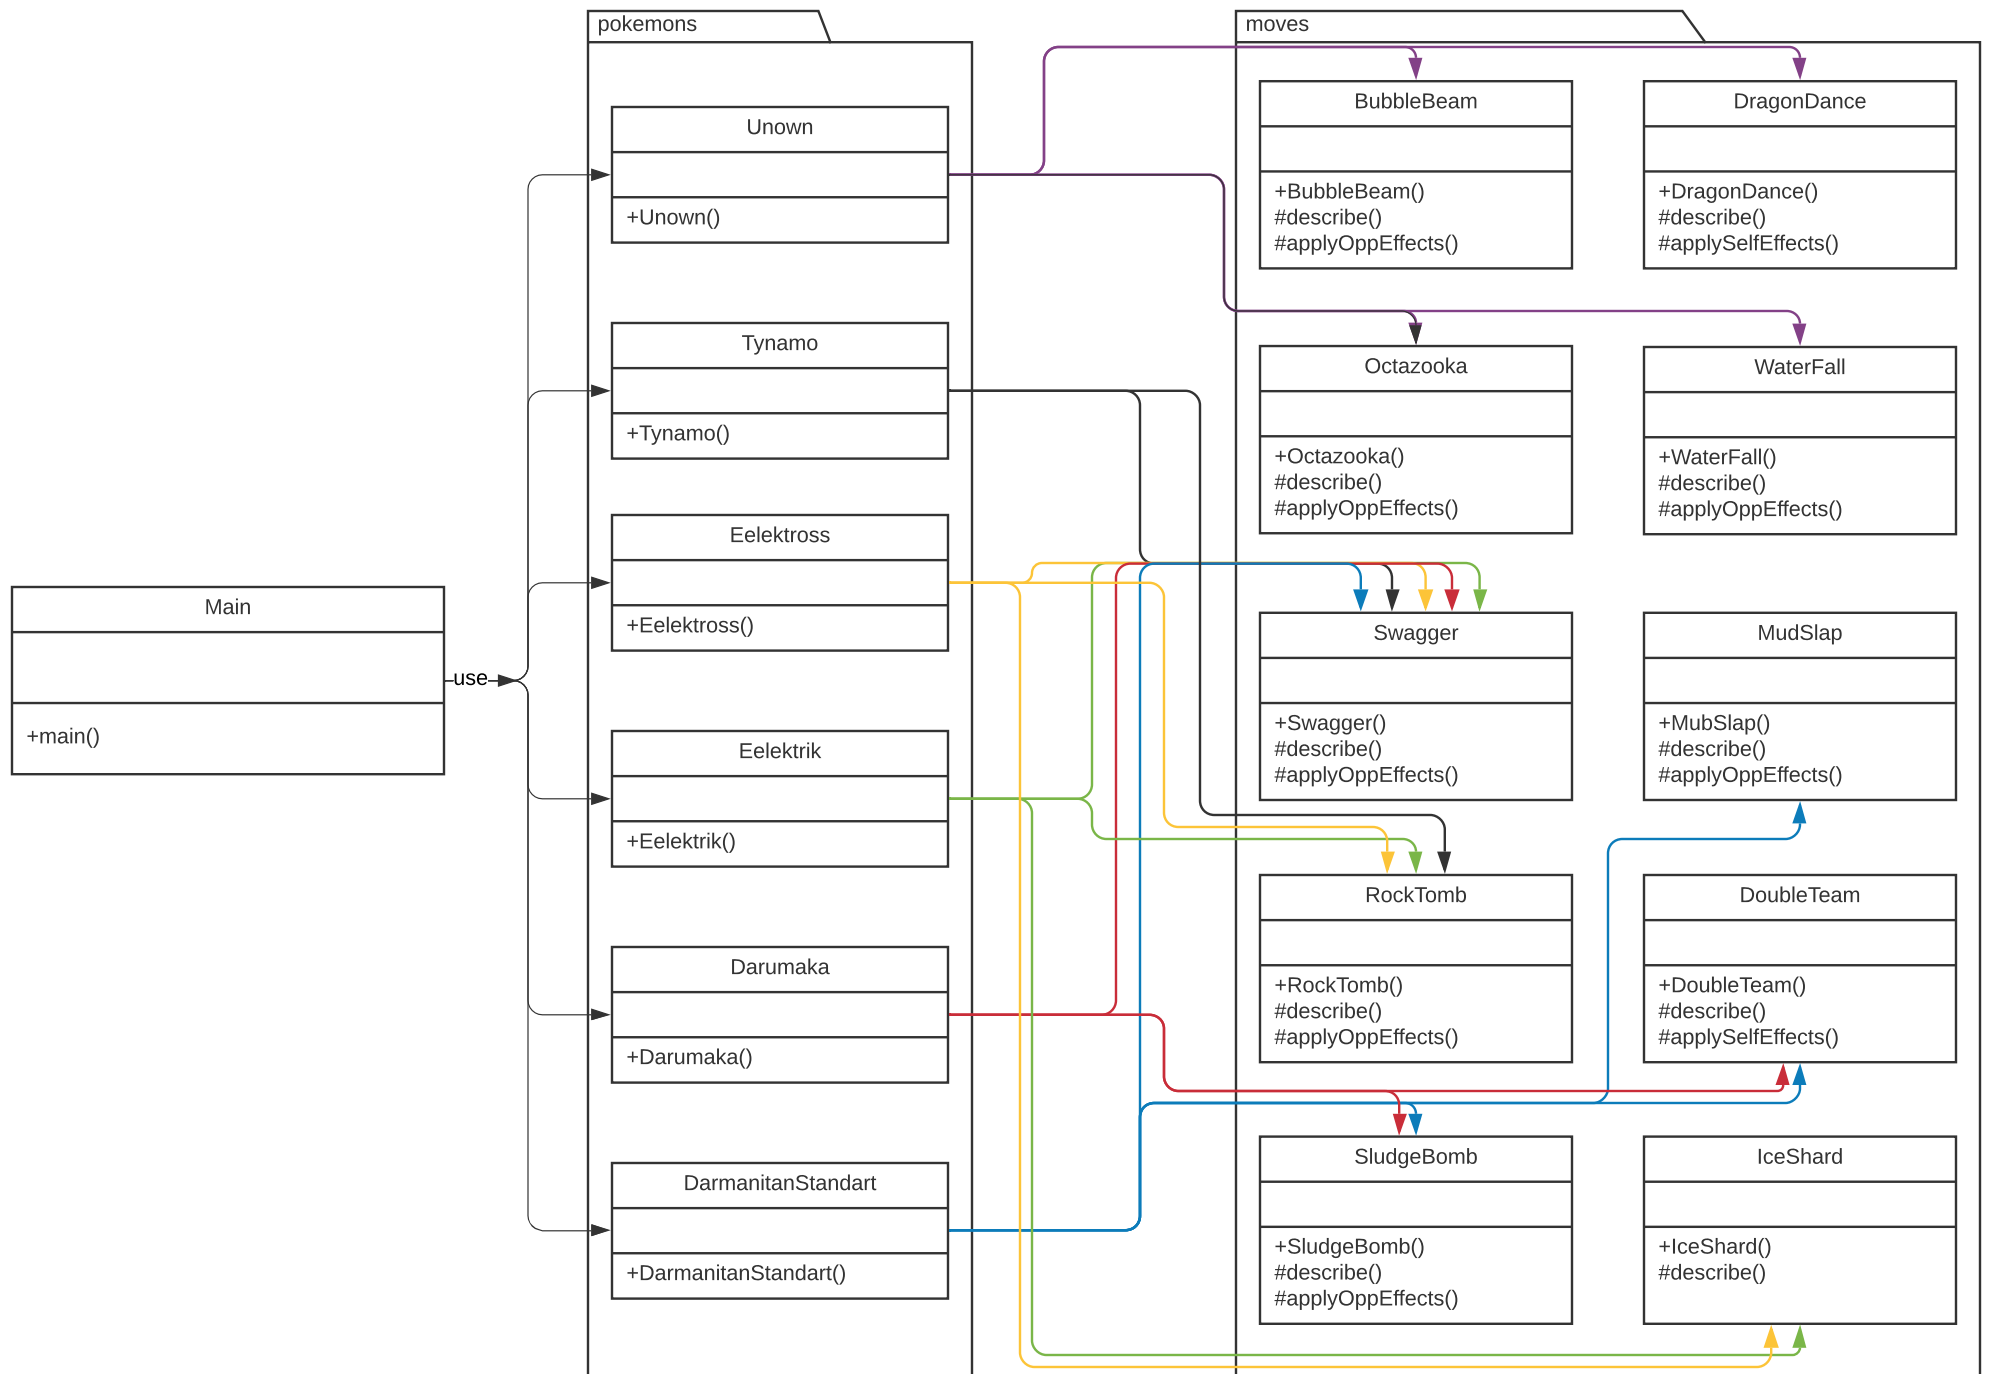 pokemons
moves
Unown
+Unown()
Tynamo
+Tynamo()
Eelektross
+Eelektross()
Main
+main()
use
Eelektrik
+Eelektrik()
Darumaka
+Darumaka()
DarmanitanStandart
+DarmanitanStandart()
BubbleBeam
+BubbleBeam()
#describe()
#applyOppEffects()
DragonDance
+DragonDance()
#describe()
#applySelfEffects()
Octazooka
+Octazooka()
#describe()
#applyOppEffects()
WaterFall
+WaterFall()
#describe()
#applyOppEffects()
Swagger
+Swagger()
#describe()
#applyOppEffects()
MudSlap
+MubSlap()
#describe()
#applyOppEffects()
RockTomb
+RockTomb()
#describe()
#applyOppEffects()
DoubleTeam
+DoubleTeam()
#describe()
#applySelfEffects()
SludgeBomb
+SludgeBomb()
#describe()
#applyOppEffects()
IceShard
+IceShard()
#describe()